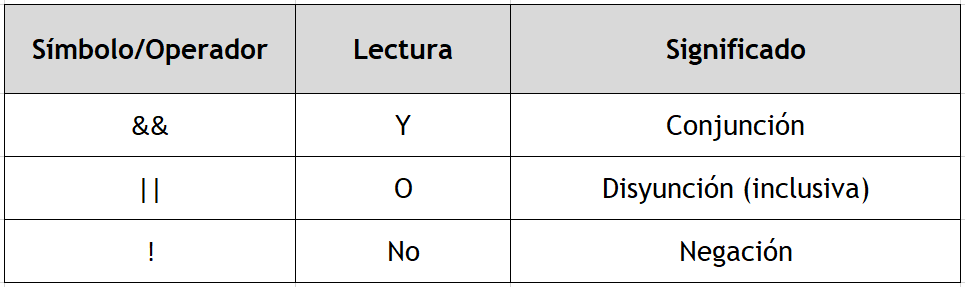 Símbolo/Operador Lectura Significado
&& Y Conjunción
|| O Disyunción (inclusiva)
! No Negación